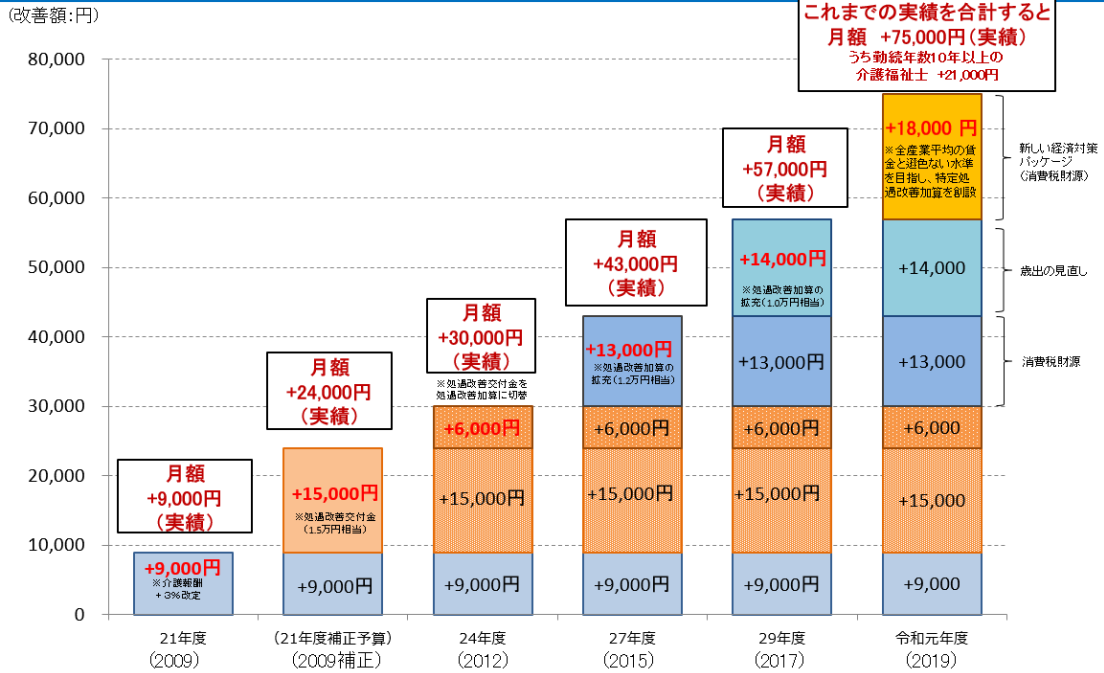 (改善額:円)
これまでの実績を合計すると
月額 +75,000円(実績)
うち勤続年数10年以上の
介護福祉士 +21,000円
80,000
70,000
60,000
50,000
40,000
30,000
20,000
10,000
0
月額
+9,000円
(実績)
+9,000円
※介護報酬
+3%改定
21年度
(2009)
月額
+24,000円
(実績)
+15,000円
※処遇改善交付金
(1.5万円相当)
+9,000円
(21年度補正予算)
(2009補正)
月額
+30,000円
(実績)
※処遇改善交付金を
処遇改善加算に切替
+6,000円
+15,000円
+9,000円
24年度
(2012)
月額
+43,000円
(実績)
+13,000円
※処遇改善加算の
拡充(1.2万円相当)
+6,000円
+15,000円
+9,000円
27年度
(2015)
月額
+57,000円
(実績)
+14,000円
※処遇改善加算の
拡充(1.0万円相当)
+13,000円
+6,000円
+15,000円
+9,000円
29年度
(2017)
+18,000 円
※全産業平均の賃
金と遜色ない水準
を目指し、特定処
遇改善加算を創設
+14,000
+13,000
+6,000
+15,000
+9,000
令和元年度
(2019)
新しい経済対策
パッケージ
(消費税財源)
歳出の見直し
消費税財源